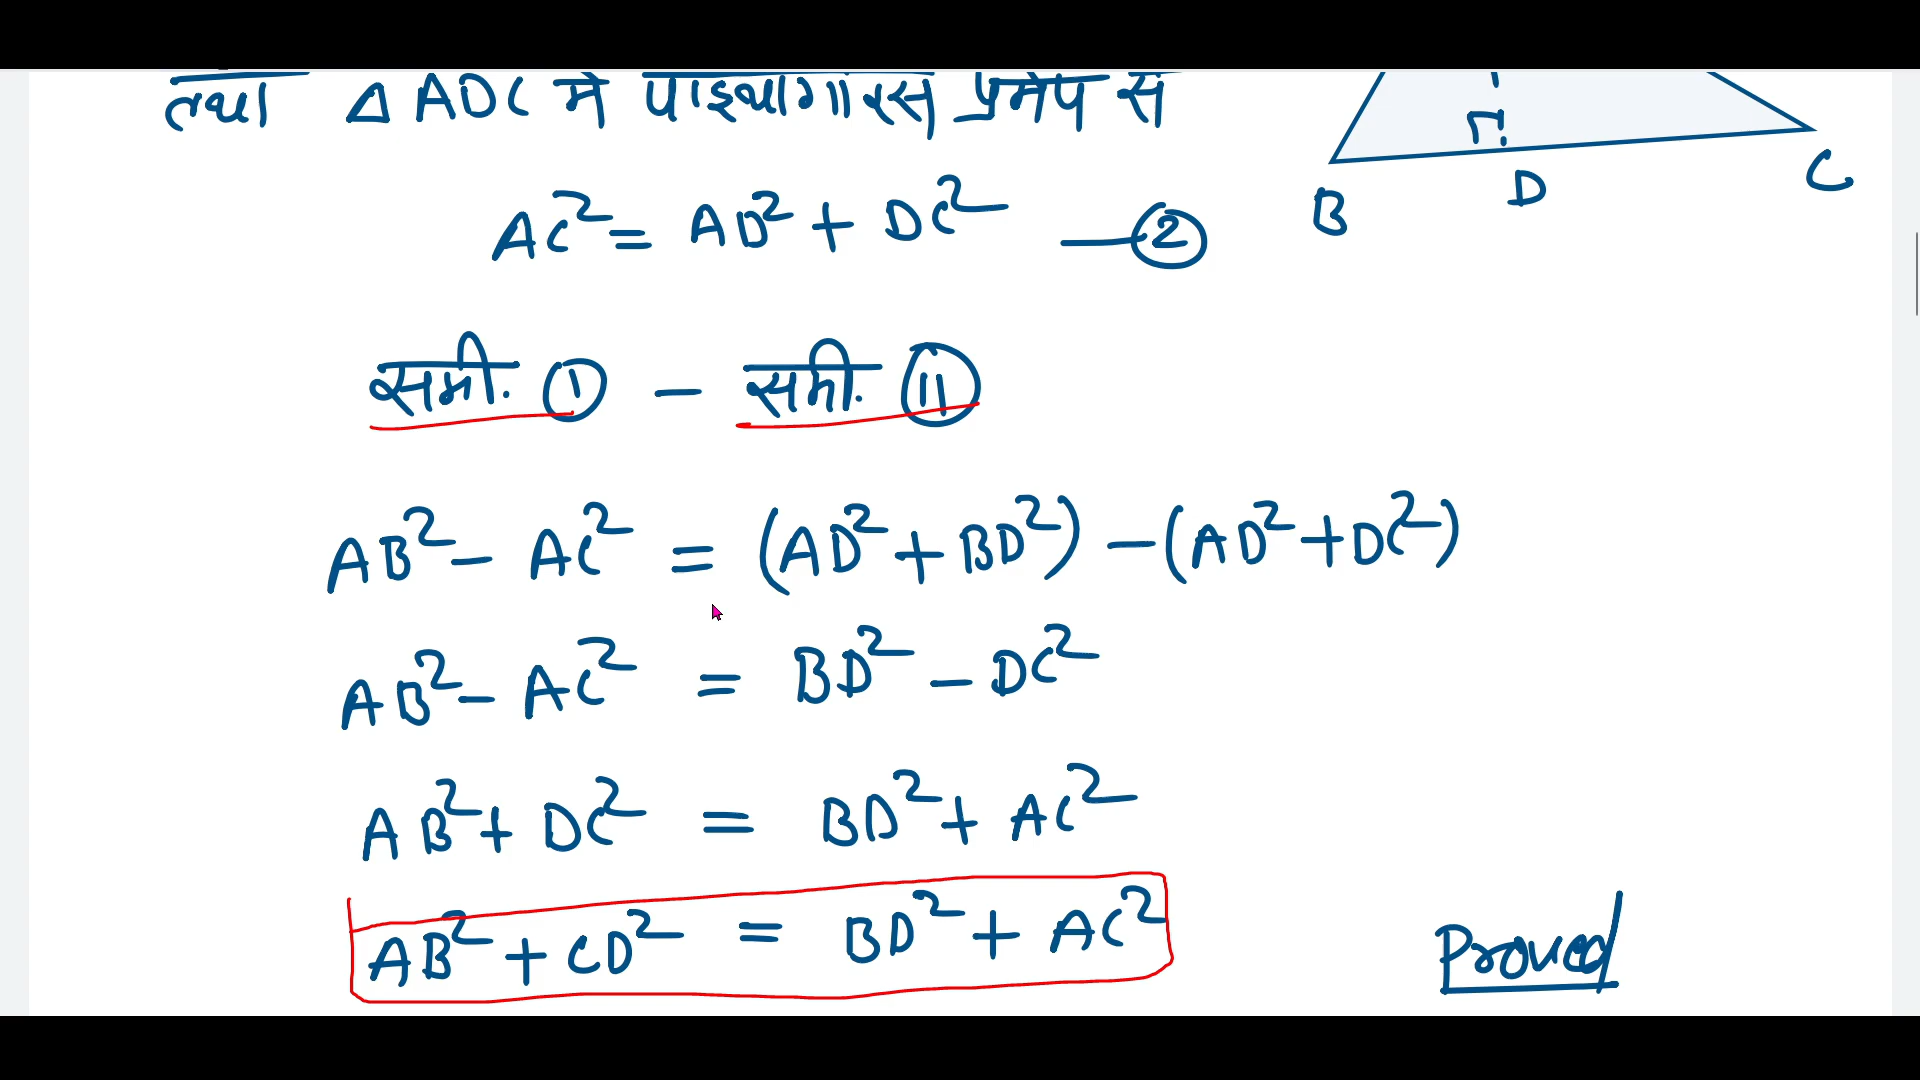 तथा △ ADC में पाइथागोरस प्रमेय से
AC² = AD² + DC² —②
B D C
समी. ① – समी. ⑪
AB² – AC² = (AD² + BD²) – (AD² + DC²)
AB² – AC² = BD² – DC²
AB² + DC² = BD² + AC²
AB² + CD² = BD² + AC²
Proved